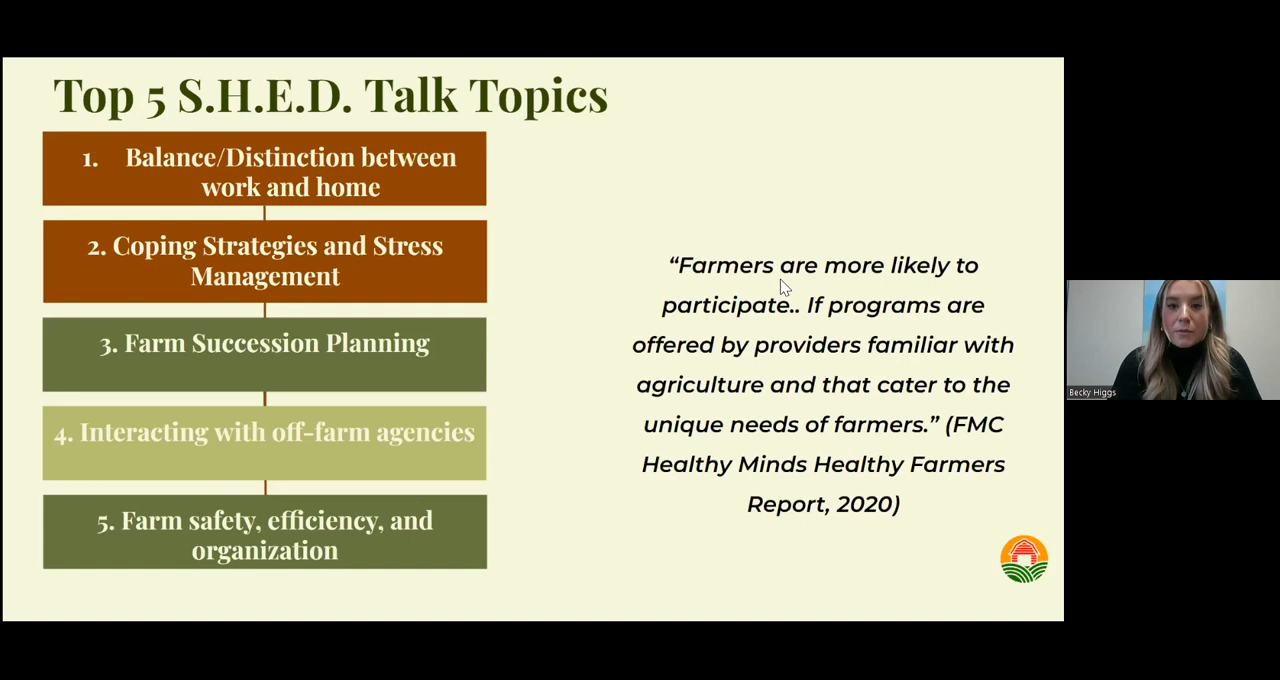 Top 5 S.H.E.D. Talk Topics
1. Balance/Distinction between
work and home
2. Coping Strategies and Stress
Management
3. Farm Succession Planning
4. Interacting with off-farm agencies
5. Farm safety, efficiency, and
organization
“Farmers are more likely to
participate.. If programs are
offered by providers familiar with
agriculture and that cater to the
unique needs of farmers.” (FMC
Healthy Minds Healthy Farmers
Report, 2020)
Becky Higgs